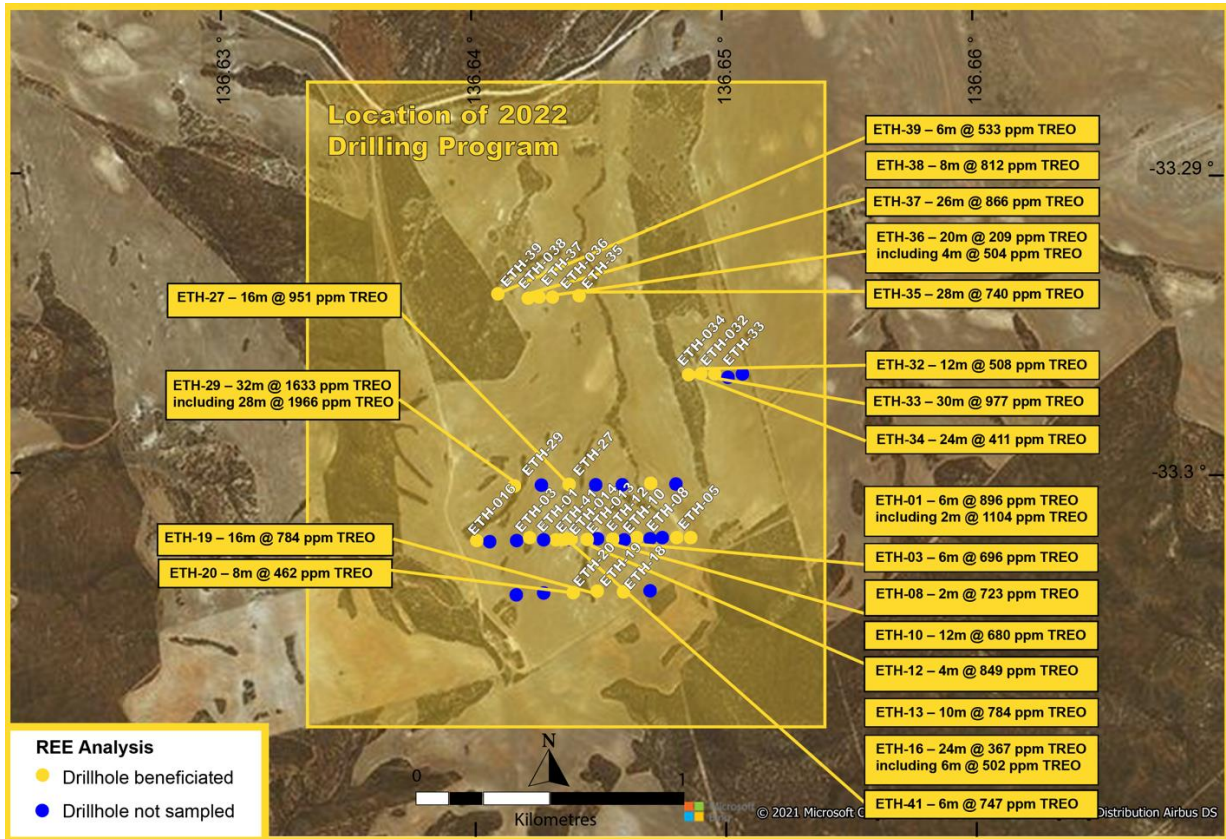 136.63 °
136.64 °
136.65 °
136.66 °
Location of 2022
Drilling Program
-33.29 °
-33.3 °
ETH-39 – 6m @ 533 ppm TREO
ETH-38 – 8m @ 812 ppm TREO
ETH-37 – 26m @ 866 ppm TREO
ETH-36 – 20m @ 209 ppm TREO
including 4m @ 504 ppm TREO
ETH-35 – 28m @ 740 ppm TREO
ETH-27 – 16m @ 951 ppm TREO
ETH-29 – 32m @ 1633 ppm TREO
including 28m @ 1966 ppm TREO
ETH-32 – 12m @ 508 ppm TREO
ETH-33 – 30m @ 977 ppm TREO
ETH-34 – 24m @ 411 ppm TREO
ETH-19 – 16m @ 784 ppm TREO
ETH-20 – 8m @ 462 ppm TREO
ETH-01 – 6m @ 896 ppm TREO
including 2m @ 1104 ppm TREO
ETH-03 – 6m @ 696 ppm TREO
ETH-08 – 2m @ 723 ppm TREO
ETH-10 – 12m @ 680 ppm TREO
ETH-12 – 4m @ 849 ppm TREO
ETH-13 – 10m @ 784 ppm TREO
ETH-16 – 24m @ 367 ppm TREO
including 6m @ 502 ppm TREO
ETH-41 – 6m @ 747 ppm TREO
ETH-39
ETH-038
ETH-37
ETH-036
ETH-35
ETH-034
ETH-032
ETH-33
ETH-29
ETH-27
ETH-016
ETH-03
ETH-01
ETH-41
ETH-014
ETH-013
ETH-12
ETH-10
ETH-08
ETH-05
ETH-20
ETH-19
ETH-18
REE Analysis
Drillhole beneficiated
Drillhole not sampled
N
0
1
Kilometres
Microsoft
© 2021 Microsoft C
Distribution Airbus DS